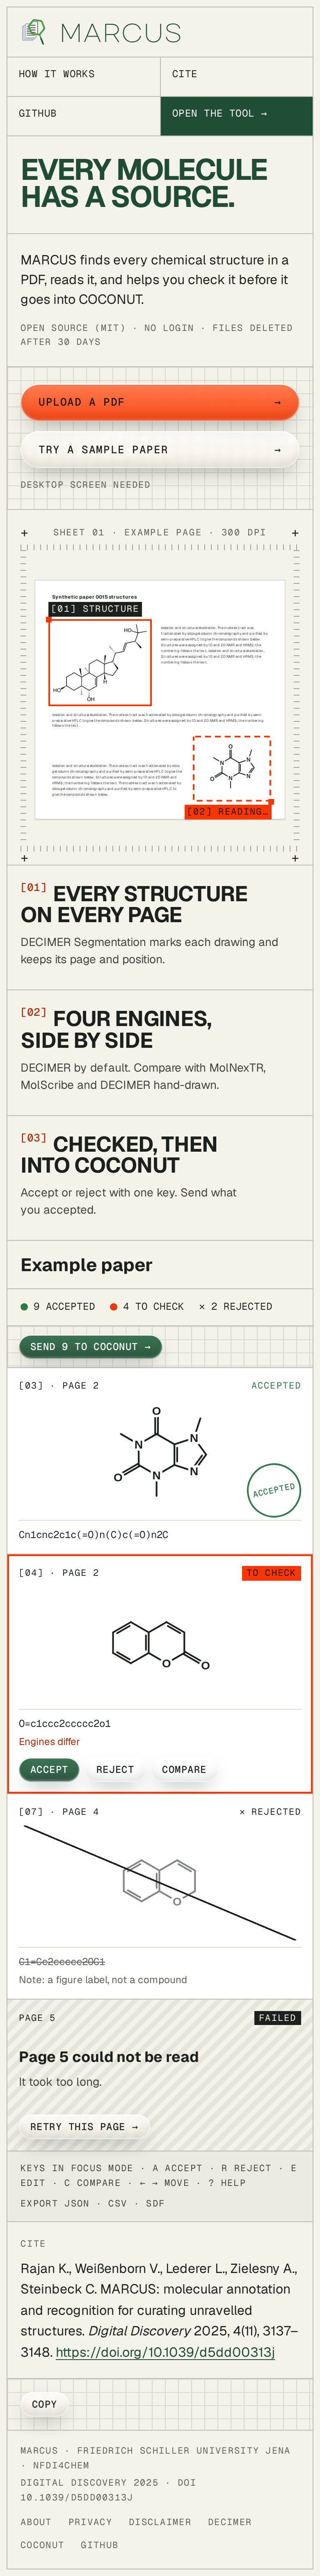 MARCUS
HOW IT WORKS
CITE
GITHUB
OPEN THE TOOL →
EVERY MOLECULE
HAS A SOURCE.
MARCUS finds every chemical structure in a
PDF, reads it, and helps you check it before it
goes into COCONUT.
OPEN SOURCE (MIT) · NO LOGIN · FILES DELETED
AFTER 30 DAYS
UPLOAD A PDF →
TRY A SAMPLE PAPER →
DESKTOP SCREEN NEEDED
+ SHEET 01 · EXAMPLE PAGE · 300 DPI +
Synthetic paper 0015 structures
[01] STRUCTURE
HO
HO
OH
O
N
N
O
N
N
[02] READING…
+ +
[01] EVERY STRUCTURE
ON EVERY PAGE
DECIMER Segmentation marks each drawing and
keeps its page and position.
[02] FOUR ENGINES,
SIDE BY SIDE
DECIMER by default. Compare with MolNexTR,
MolScribe and DECIMER hand-drawn.
[03] CHECKED, THEN
INTO COCONUT
Accept or reject with one key. Send what
you accepted.
Example paper
9 ACCEPTED
4 TO CHECK
× 2 REJECTED
SEND 9 TO COCONUT →
[03] · PAGE 2
ACCEPTED
O
N
N
O
N
N
ACCEPTED
Cn1cnc2c1c(=O)n(C)c(=O)n2C
[04] · PAGE 2
TO CHECK
O
O
O=c1ccc2ccccc2o1
Engines differ
ACCEPT
REJECT
COMPARE
[07] · PAGE 4
× REJECTED
O
C1=Cc2ccccc2OC1
Note: a figure label, not a compound
PAGE 5
FAILED
Page 5 could not be read
It took too long.
RETRY THIS PAGE →
KEYS IN FOCUS MODE · A ACCEPT · R REJECT · E
EDIT · C COMPARE · ← → MOVE · ? HELP
EXPORT JSON · CSV · SDF
CITE
Rajan K., Weißenborn V., Lederer L., Zielesny A.,
Steinbeck C. MARCUS: molecular annotation
and recognition for curating unravelled
structures. Digital Discovery 2025, 4(11), 3137–
3148. https://doi.org/10.1039/d5dd00313j
COPY
MARCUS · FRIEDRICH SCHILLER UNIVERSITY JENA
· NFDI4CHEM
DIGITAL DISCOVERY 2025 · DOI
10.1039/D5DD00313J
ABOUT PRIVACY DISCLAIMER DECIMER
COCONUT GITHUB